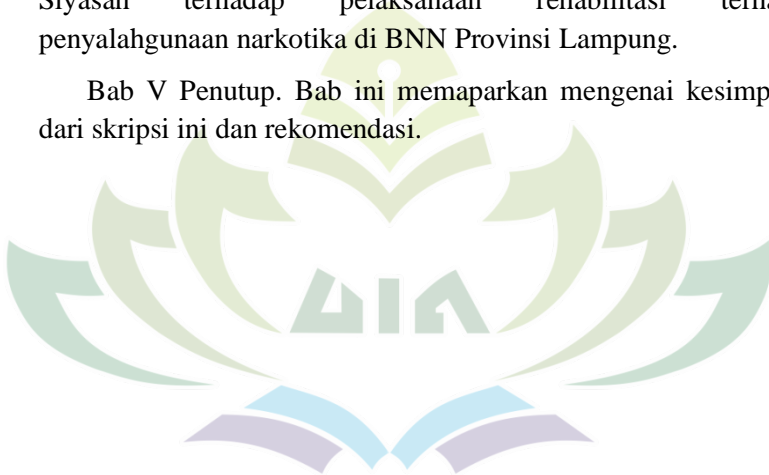 Siyasah terhadap pelaksanaan rehabilitasi terha
penyalahgunaan narkotika di BNN Provinsi Lampung.
Bab V Penutup. Bab ini memaparkan mengenai kesimp
dari skripsi ini dan rekomendasi.
UIN